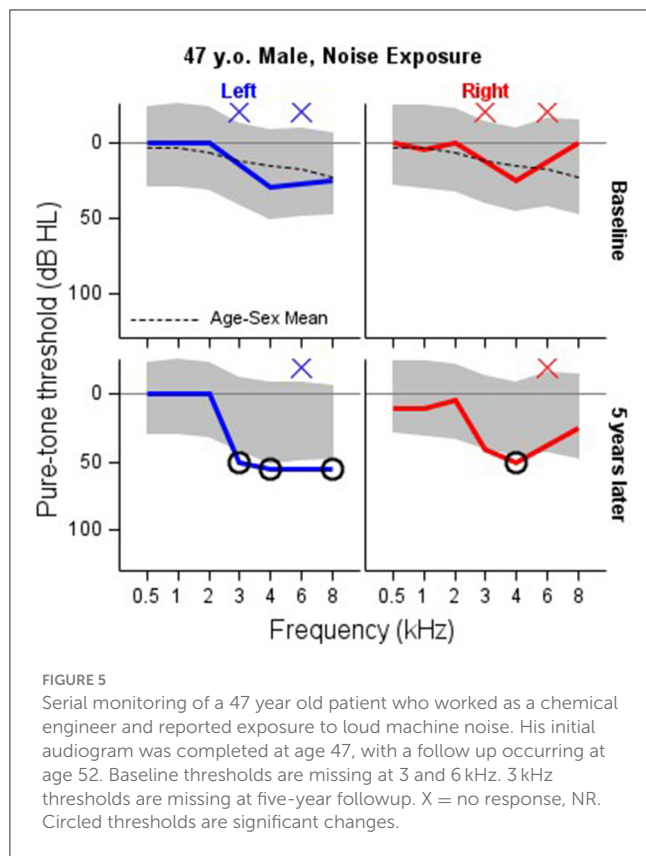 47 y.o. Male, Noise Exposure
Left
Right
0
50
100
Age-Sex Mean
Baseline
0
50
100
5 years later
Pure-tone threshold (dB HL)
0.5 1 2 3 4 6 8
0.5 1 2 3 4 6 8
Frequency (kHz)
FIGURE 5
Serial monitoring of a 47 year old patient who worked as a chemical
engineer and reported exposure to loud machine noise. His initial
audiogram was completed at age 47, with a follow up occurring at
age 52. Baseline thresholds are missing at 3 and 6 kHz. 3 kHz
thresholds are missing at five-year followup. X = no response, NR.
Circled thresholds are significant changes.